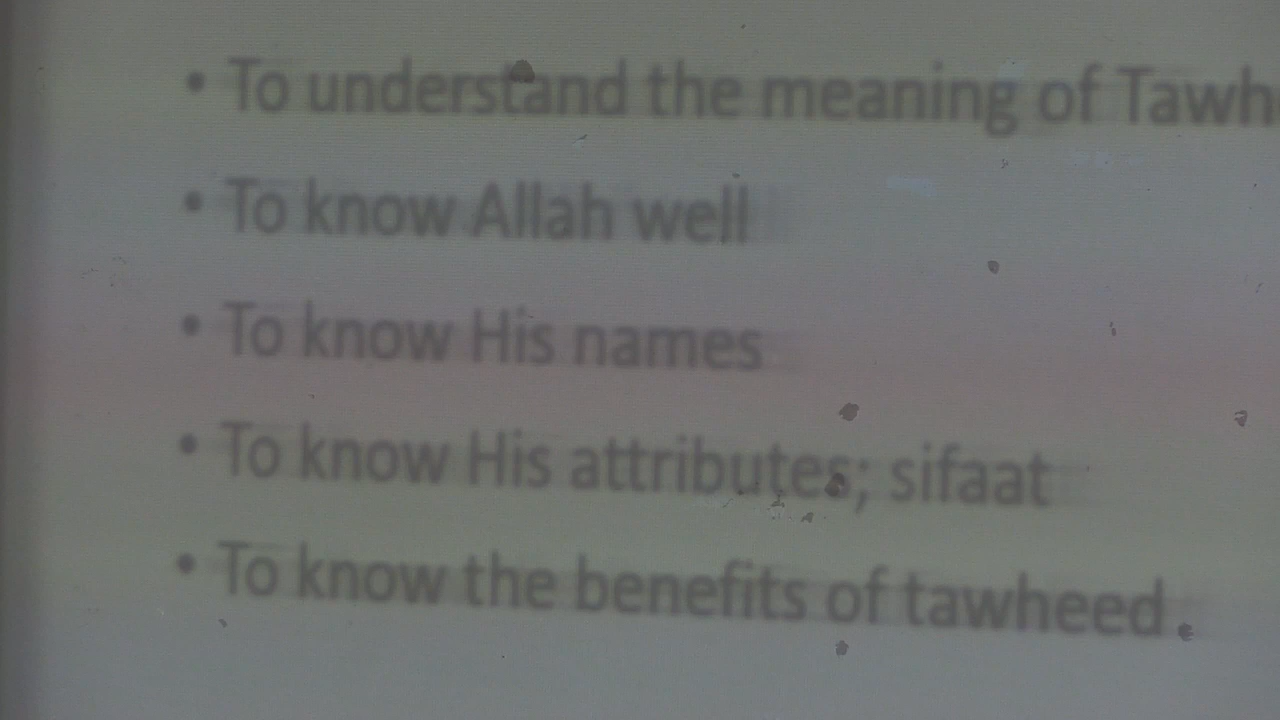 • To understand the meaning of Tawh
• To know Allah well
• To know His names
• To know His attributes; sifaat
• To know the benefits of tawheed